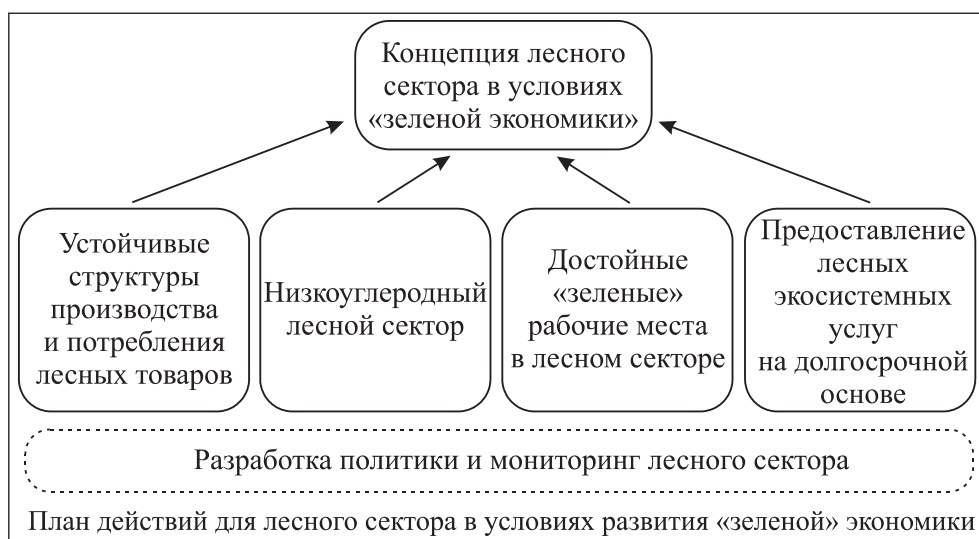 Концепция лесного
сектора в условиях
«зеленой экономики»
Устойчивые
структуры
производства
и потребления
лесных товаров
Низкоуглеродный
лесной сектор
Достойные
«зеленые»
рабочие места
в лесном секторе
Предоставление
лесных
экосистемных
услуг
на долгосрочной
основе
Разработка политики и мониторинг лесного сектора
План действий для лесного сектора в условиях развития «зеленой» экономики